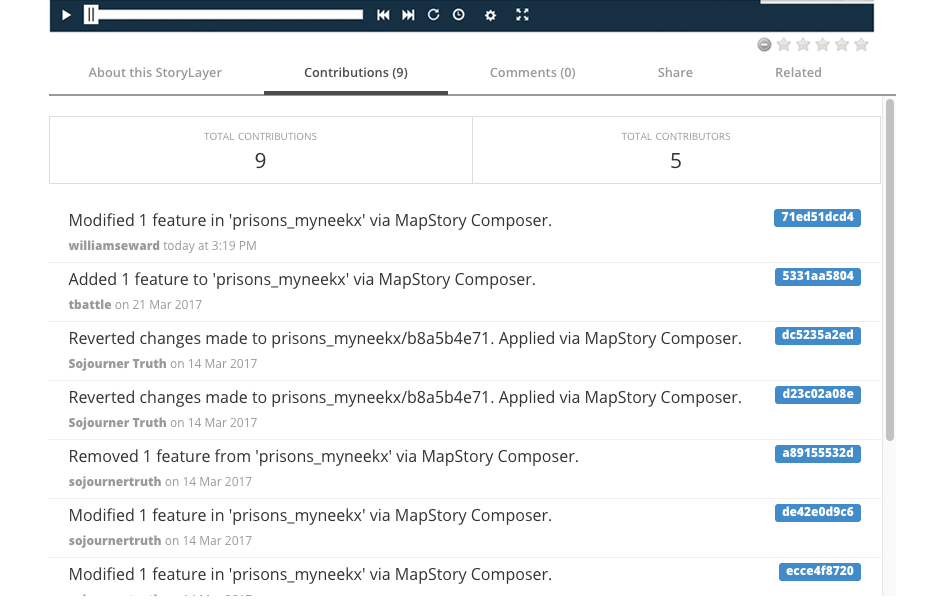 About this StoryLayer
Contributions (9)
Comments (0)
Share
Related
TOTAL CONTRIBUTIONS
9
TOTAL CONTRIBUTORS
5
Modified 1 feature in 'prisons_myneekx' via MapStory Composer.
71ed51dcd4
williamseward today at 3:19 PM
Added 1 feature to 'prisons_myneekx' via MapStory Composer.
5331aa5804
tbattle on 21 Mar 2017
Reverted changes made to prisons_myneekx/b8a5b4e71. Applied via MapStory Composer.
dc5235a2ed
Sojourner Truth on 14 Mar 2017
Reverted changes made to prisons_myneekx/b8a5b4e71. Applied via MapStory Composer.
d23c02a08e
Sojourner Truth on 14 Mar 2017
Removed 1 feature from 'prisons_myneekx' via MapStory Composer.
a89155532d
sojournertruth on 14 Mar 2017
Modified 1 feature in 'prisons_myneekx' via MapStory Composer.
de42e0d9c6
sojournertruth on 14 Mar 2017
Modified 1 feature in 'prisons_myneekx' via MapStory Composer.
ecce4f8720